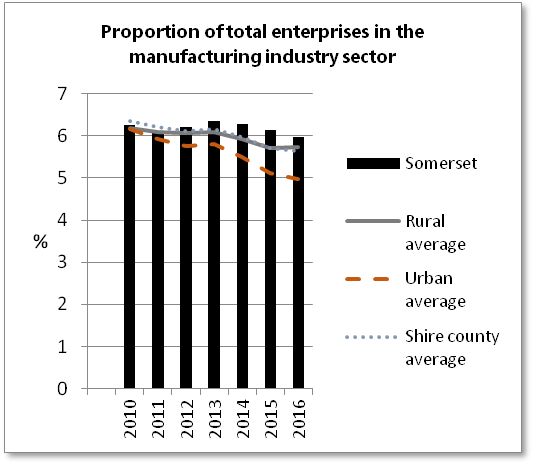 Proportion of total enterprises in the
manufacturing industry sector
7
6
5
4
3
2
1
0
%
2010
2011
2012
2013
2014
2015
2016
Somerset
Rural
average
Urban
average
Shire county
average